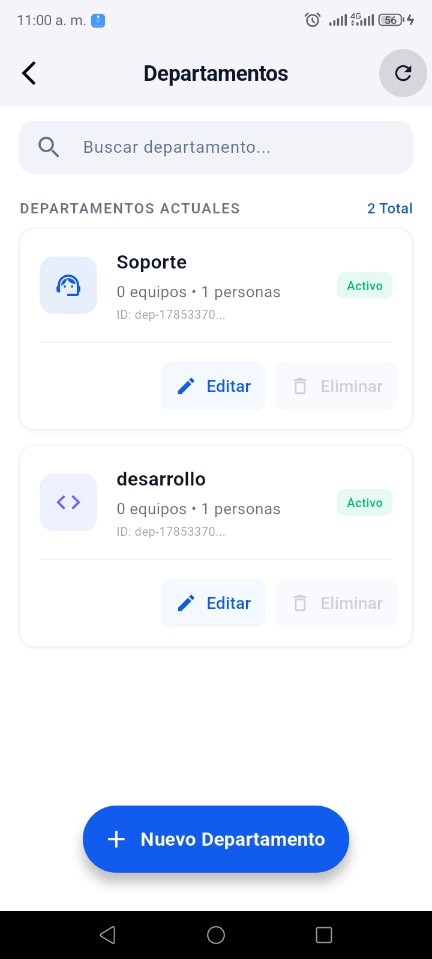 11:00 a. m.
4G
56
Departamentos
Buscar departamento...
DEPARTAMENTOS ACTUALES
2 Total
Soporte
0 equipos • 1 personas
ID: dep-17853370...
Activo
Editar
Eliminar
desarrollo
0 equipos • 1 personas
ID: dep-17853370...
Activo
Editar
Eliminar
+ Nuevo Departamento